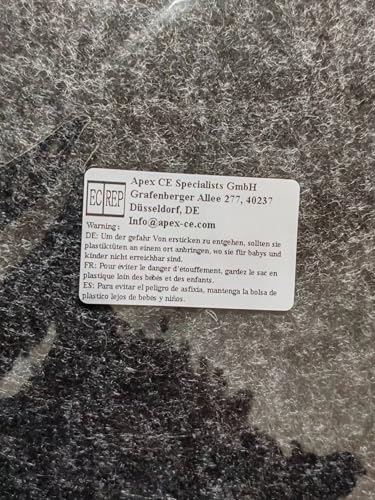 EC REP
Apex CE Specialists GmbH
Grafenberger Allee 277, 40237
Düsseldorf, DE
Info@apex-ce.com
Warning:
DE: Um der gefahr Von ersticken zu entgehen, sollten sie
plastiktüten an einem ort anbringen, wo sie für babys und
kinder nicht erreichbar sind.
FR: Pour eviter le danger d'étouffement, gardez le sac en
plastique loin des bébés et des enfants.
ES: Para evitar el peligro de asfixia, mantenga la bolsa de
plastico lejos de bebés y niños.